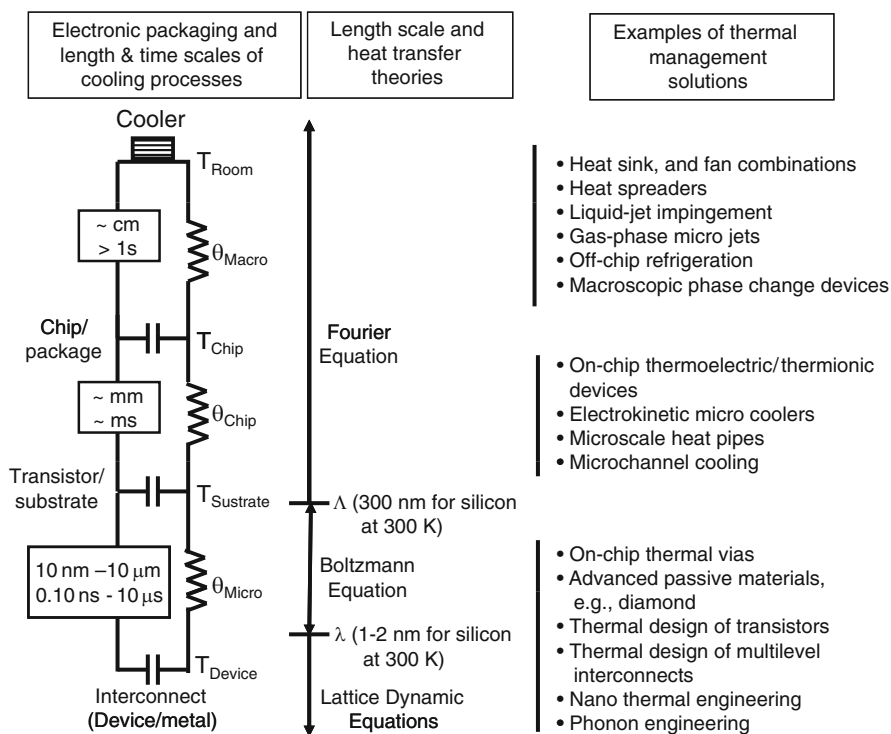 Electronic packaging and
length & time scales of
cooling processes
Length scale and
heat transfer
theories
Examples of thermal
management
solutions
Cooler
T_Room
~ cm
> 1s
θ_Macro
Chip/
package
T_Chip
~ mm
~ ms
θ_Chip
Transistor/
substrate
T_Sustrate
10 nm –10 μm
0.10 ns - 10 μs
θ_Micro
T_Device
Interconnect
(Device/metal)
Fourier
Equation
Λ (300 nm for silicon
at 300 K)
Boltzmann
Equation
λ (1-2 nm for silicon
at 300 K)
Lattice Dynamic
Equations
• Heat sink, and fan combinations
• Heat spreaders
• Liquid-jet impingement
• Gas-phase micro jets
• Off-chip refrigeration
• Macroscopic phase change devices
• On-chip thermoelectric/thermionic
devices
• Electrokinetic micro coolers
• Microscale heat pipes
• Microchannel cooling
• On-chip thermal vias
• Advanced passive materials,
e.g., diamond
• Thermal design of transistors
• Thermal design of multilevel
interconnects
• Nano thermal engineering
• Phonon engineering